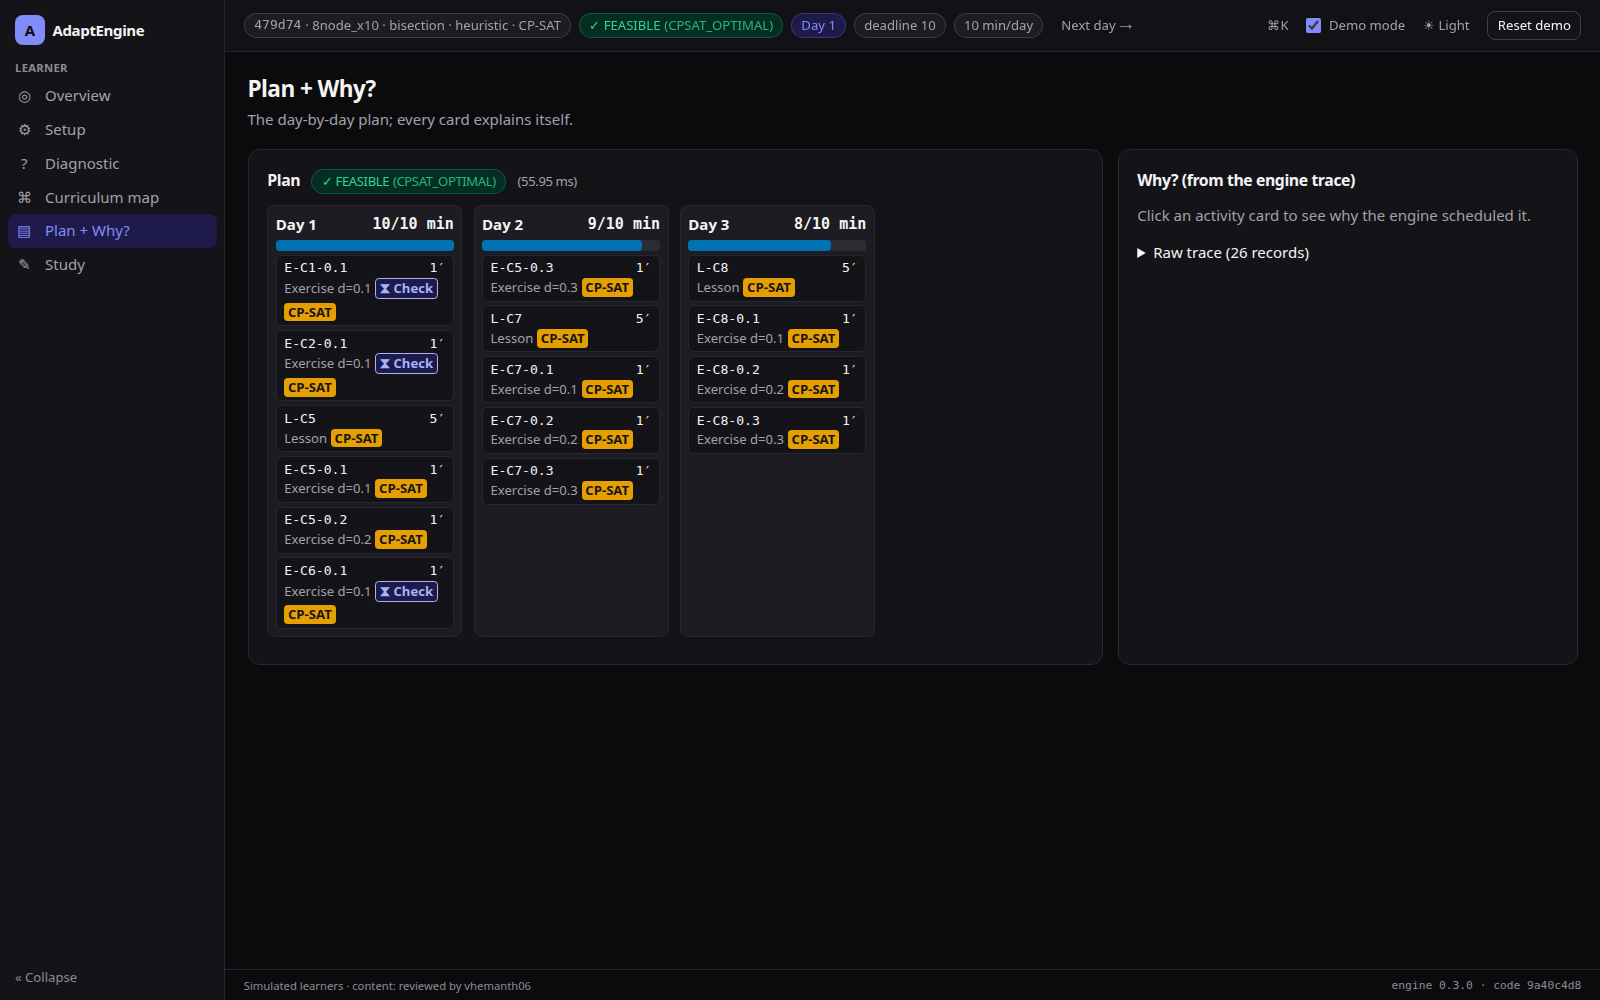 A AdaptEngine
LEARNER
◎ Overview
⚙ Setup
? Diagnostic
⌘ Curriculum map
▤ Plan + Why?
✎ Study
« Collapse
479d74 · 8node_x10 · bisection · heuristic · CP-SAT ✓ FEASIBLE (CPSAT_OPTIMAL) Day 1 deadline 10 10 min/day Next day → ⌘K Demo mode ☀ Light Reset demo
Plan + Why?
The day-by-day plan; every card explains itself.
Plan ✓ FEASIBLE (CPSAT_OPTIMAL) (55.95 ms)
Day 1 10/10 min
E-C1-0.1 1′
Exercise d=0.1 ⧗ Check
CP-SAT
E-C2-0.1 1′
Exercise d=0.1 ⧗ Check
CP-SAT
L-C5 5′
Lesson CP-SAT
E-C5-0.1 1′
Exercise d=0.1 CP-SAT
E-C5-0.2 1′
Exercise d=0.2 CP-SAT
E-C6-0.1 1′
Exercise d=0.1 ⧗ Check
CP-SAT
Day 2 9/10 min
E-C5-0.3 1′
Exercise d=0.3 CP-SAT
L-C7 5′
Lesson CP-SAT
E-C7-0.1 1′
Exercise d=0.1 CP-SAT
E-C7-0.2 1′
Exercise d=0.2 CP-SAT
E-C7-0.3 1′
Exercise d=0.3 CP-SAT
Day 3 8/10 min
L-C8 5′
Lesson CP-SAT
E-C8-0.1 1′
Exercise d=0.1 CP-SAT
E-C8-0.2 1′
Exercise d=0.2 CP-SAT
E-C8-0.3 1′
Exercise d=0.3 CP-SAT
Why? (from the engine trace)
Click an activity card to see why the engine scheduled it.
▶ Raw trace (26 records)
Simulated learners · content: reviewed by vhemanth06
engine 0.3.0 · code 9a40c4d8